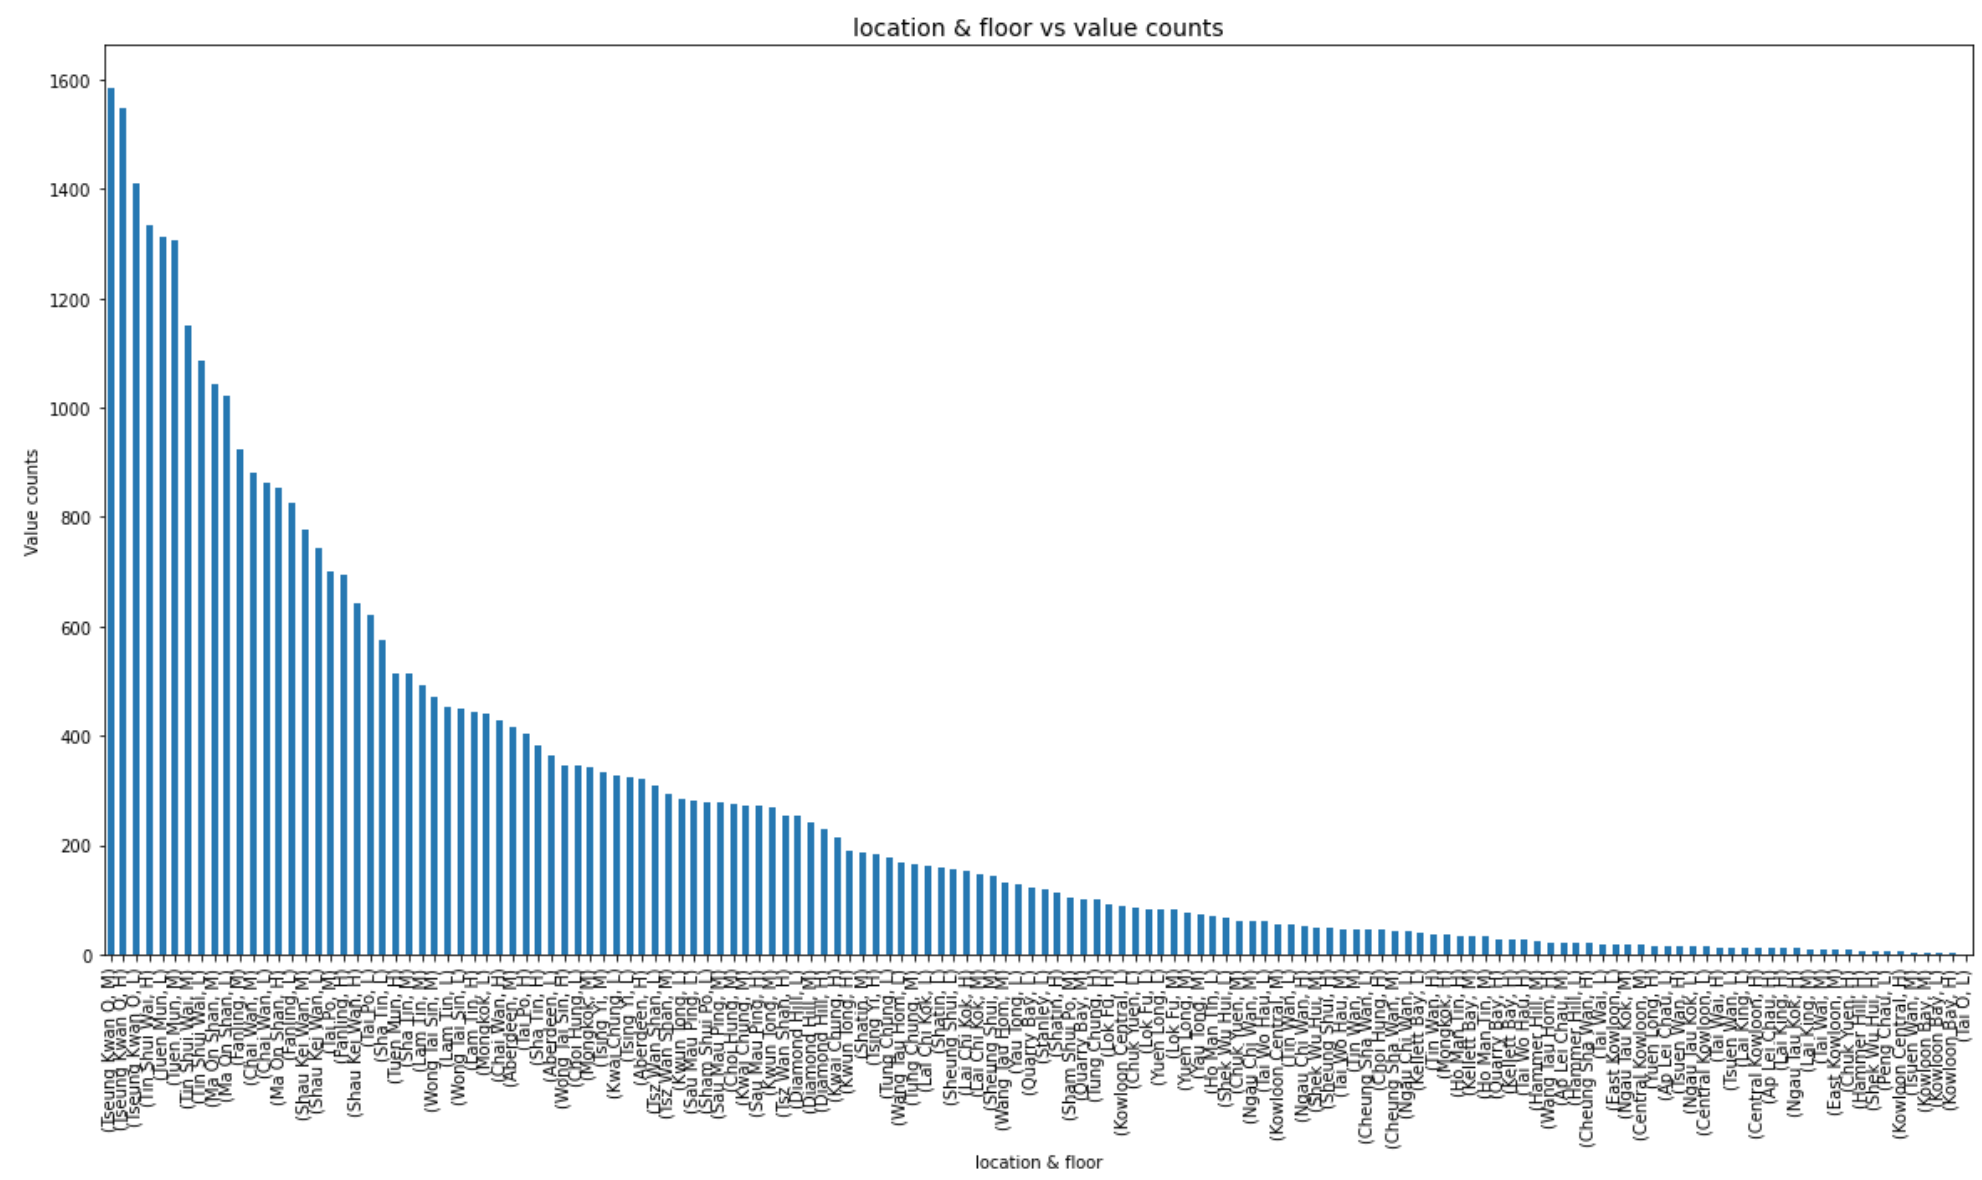 location & floor vs value counts
Value counts
1600
1400
1200
1000
800
600
400
200
0
(Tseung Kwan O, M)
(Tseung Kwan O, H)
(Tseung Kwan O, L)
(Tin Shui Wai, H)
(Tuen Mun, L)
(Tuen Mun, M)
(Tin Shui Wai, M)
(Tin Shui Wai, L)
(Ma On Shan, M)
(Ma On Shan, L)
(Chai Wan, M)
(Chai Wan, L)
(Ma On Shan, H)
(Fanling, L)
(Shau Kei Wan, M)
(Shau Kei Wan, L)
(Tai Po, M)
(Fanling, H)
(Shau Kei Wan, H)
(Tai Po, L)
(Sha Tin, L)
(Tuen Mun, H)
(Sha Tin, M)
(Lam Tin, M)
(Wong Tai Sin, M)
(Lam Tin, L)
(Wong Tai Sin, L)
(Lam Tin, H)
(Mongkok, L)
(Chai Wan, H)
(Aberdeen, M)
(Tai Po, H)
(Sha Tin, H)
(Aberdeen, L)
(Wong Tai Sin, H)
(Choi Hung, L)
(Mongkok, M)
(Tsing Yi, M)
(Kwai Chung, L)
(Tsing Yi, L)
(Aberdeen, H)
(Tsz Wan Shan, L)
(Tsz Wan Shan, M)
(Kwun Tong, L)
(Sau Mau Ping, L)
(Sham Shui Po, L)
(Sau Mau Ping, M)
(Choi Hung, M)
(Kwai Chung, M)
(Sau Mau Ping, H)
(Kwun Tong, M)
(Tsz Wan Shan, H)
(Diamond Hill, L)
(Diamond Hill, M)
(Diamond Hill, H)
(Kwai Chung, H)
(Kwun Tong, H)
(Shatin, M)
(Tsing Yi, H)
(Tung Chung, L)
(Wang Tau Hom, L)
(Tung Chung, M)
(Lai Chi Kok, L)
(Shatin, L)
(Sheung Shui, L)
(Lai Chi Kok, H)
(Lai Chi Kok, M)
(Sheung Shui, M)
(Wang Tau Hom, M)
(Yau Tong, L)
(Quarry Bay, L)
(Stanley, L)
(Shatin, H)
(Sham Shui Po, M)
(Quarry Bay, M)
(Tung Chung, H)
(Lok Fu, H)
(Kowloon Central, L)
(Chuk Yuen, L)
(Lok Fu, L)
(Yuen Long, L)
(Lok Fu, M)
(Yuen Long, M)
(Yau Tong, M)
(Ho Man Tin, L)
(Shek Wu Hui, L)
(Chuk Yuen, M)
(Ngau Chi Wan, M)
(Tai Wo Hau, L)
(Kowloon Central, M)
(Tin Wan, L)
(Ngau Chi Wan, H)
(Shek Wu Hui, M)
(Sheung Shui, H)
(Tai Wo Hau, M)
(Tin Wan, M)
(Cheung Sha Wan, L)
(Choi Hung, H)
(Cheung Sha Wan, M)
(Ngau Chi Wan, L)
(Kellett Bay, L)
(Tin Wan, H)
(Mongkok, H)
(Ho Man Tin, H)
(Kellett Bay, M)
(Ho Man Tin, M)
(Quarry Bay, H)
(Kellett Bay, H)
(Tai Wo Hau, H)
(Hammer Hill, M)
(Wang Tau Hom, H)
(Ap Lei Chau, M)
(Hammer Hill, L)
(Cheung Sha Wan, H)
(Tai Wai, L)
(East Kowloon, L)
(Ngau Tau Kok, M)
(Central Kowloon, M)
(Yuen Long, H)
(Ap Lei Chau, L)
(Tsuen Wan, H)
(Ngau Tau Kok, L)
(Central Kowloon, L)
(Tai Wai, H)
(Tsuen Wan, L)
(Lai King, L)
(Central Kowloon, H)
(Ap Lei Chau, H)
(Lai King, H)
(Ngau Tau Kok, H)
(Lai King, M)
(Tai Wai, M)
(East Kowloon, M)
(Chuk Yuen, H)
(Hammer Hill, H)
(Shek Wu Hui, H)
(Peng Chau, L)
(Kowloon Central, H)
(Tsuen Wan, M)
(Kowloon Bay, M)
(Kowloon Bay, L)
(Kowloon Bay, H)
(Tai O, L)
location & floor